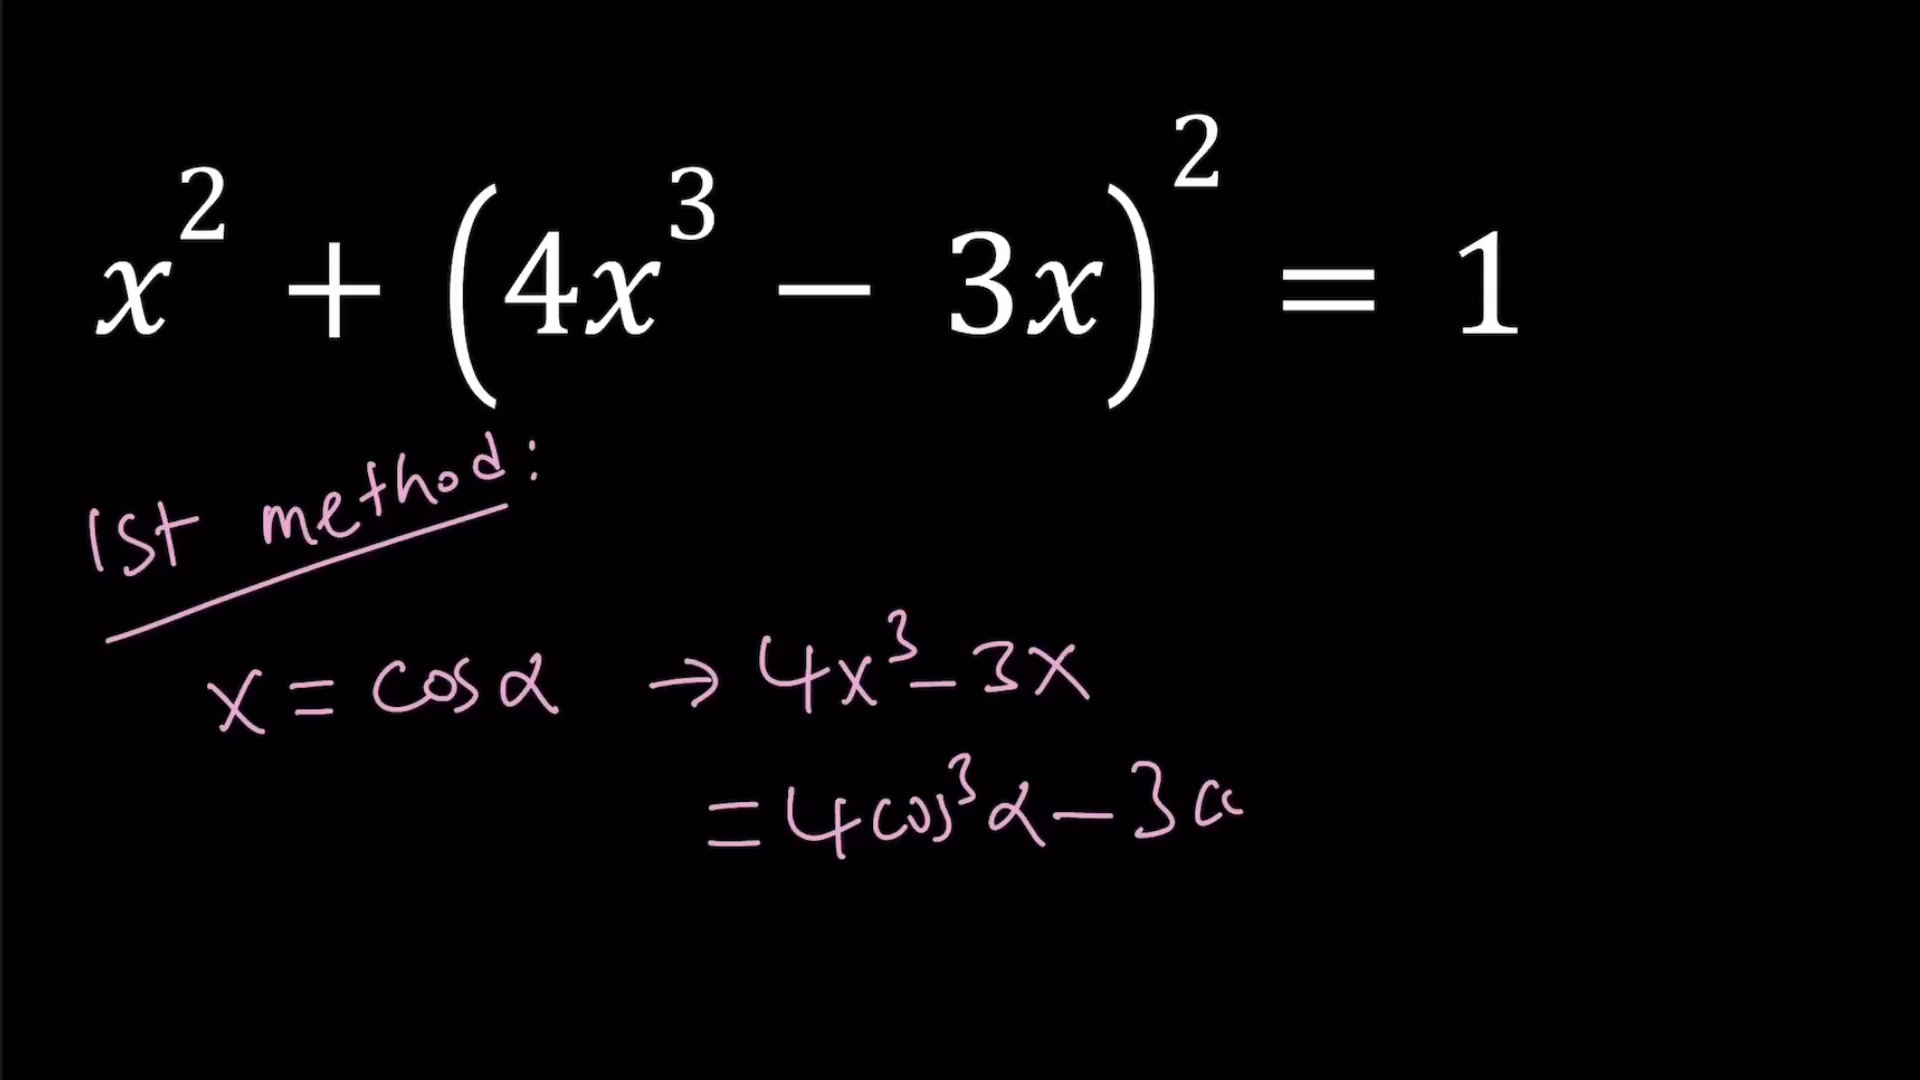 x² + (4x³ − 3x)² = 1
1st method:
x = cos α → 4x³ − 3x
= 4cos³α − 3c